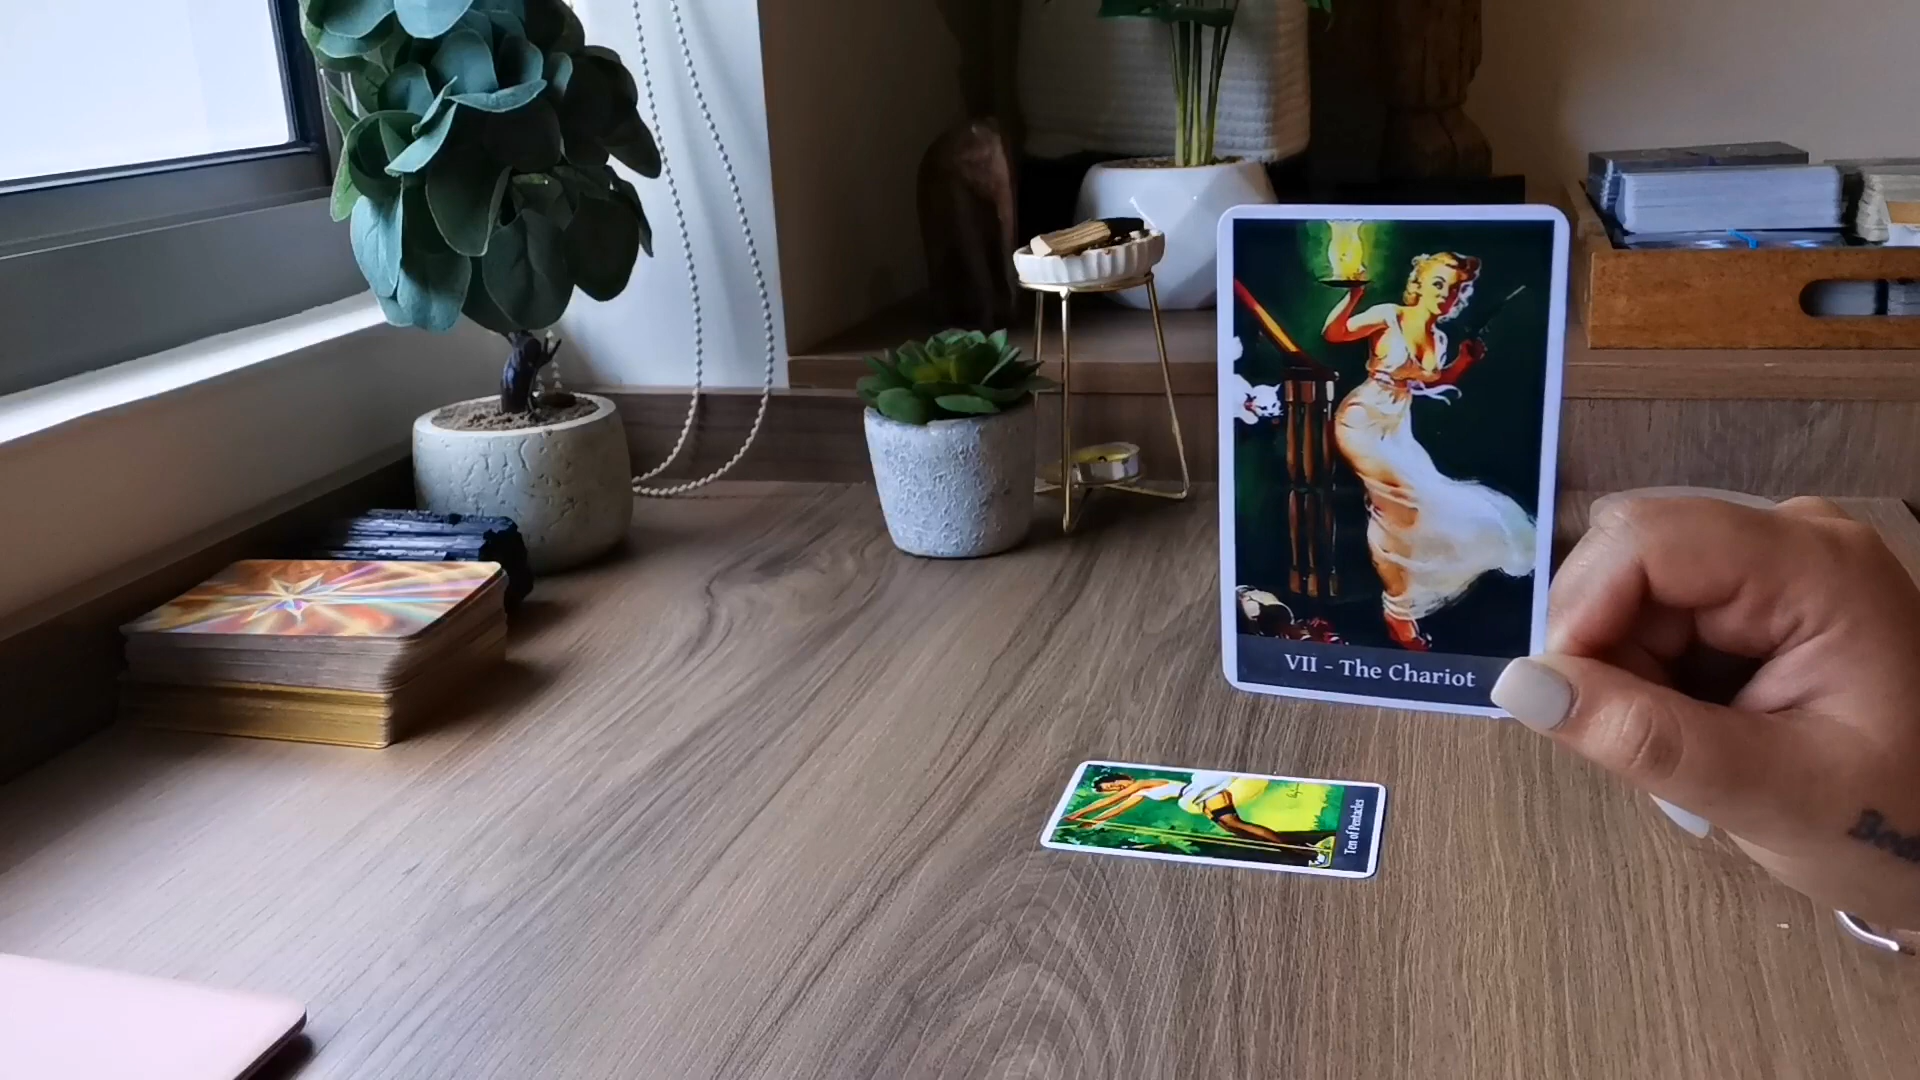 VII - The Chariot
Ten of Pentacles